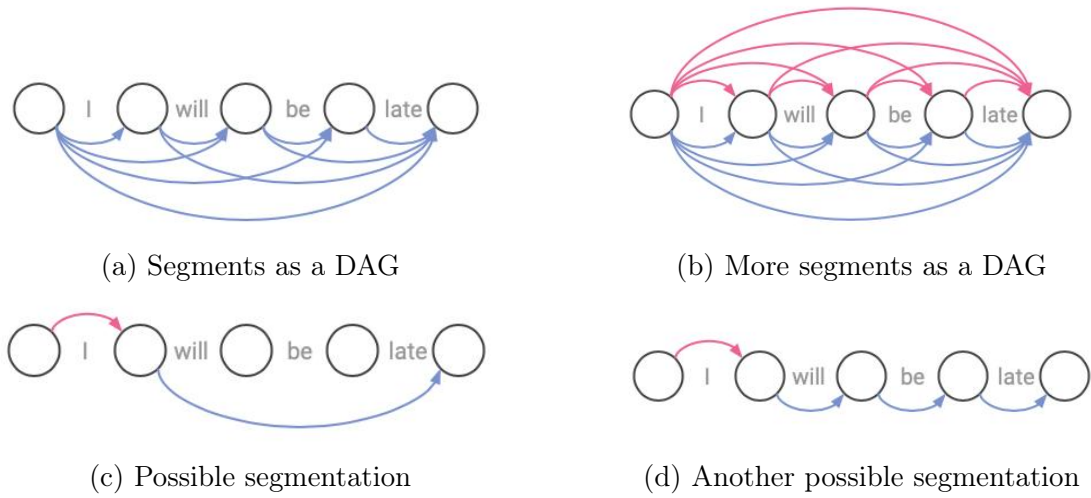 I will be late
I will be late
(a) Segments as a DAG
(b) More segments as a DAG
I will be late
I will be late
(c) Possible segmentation
(d) Another possible segmentation